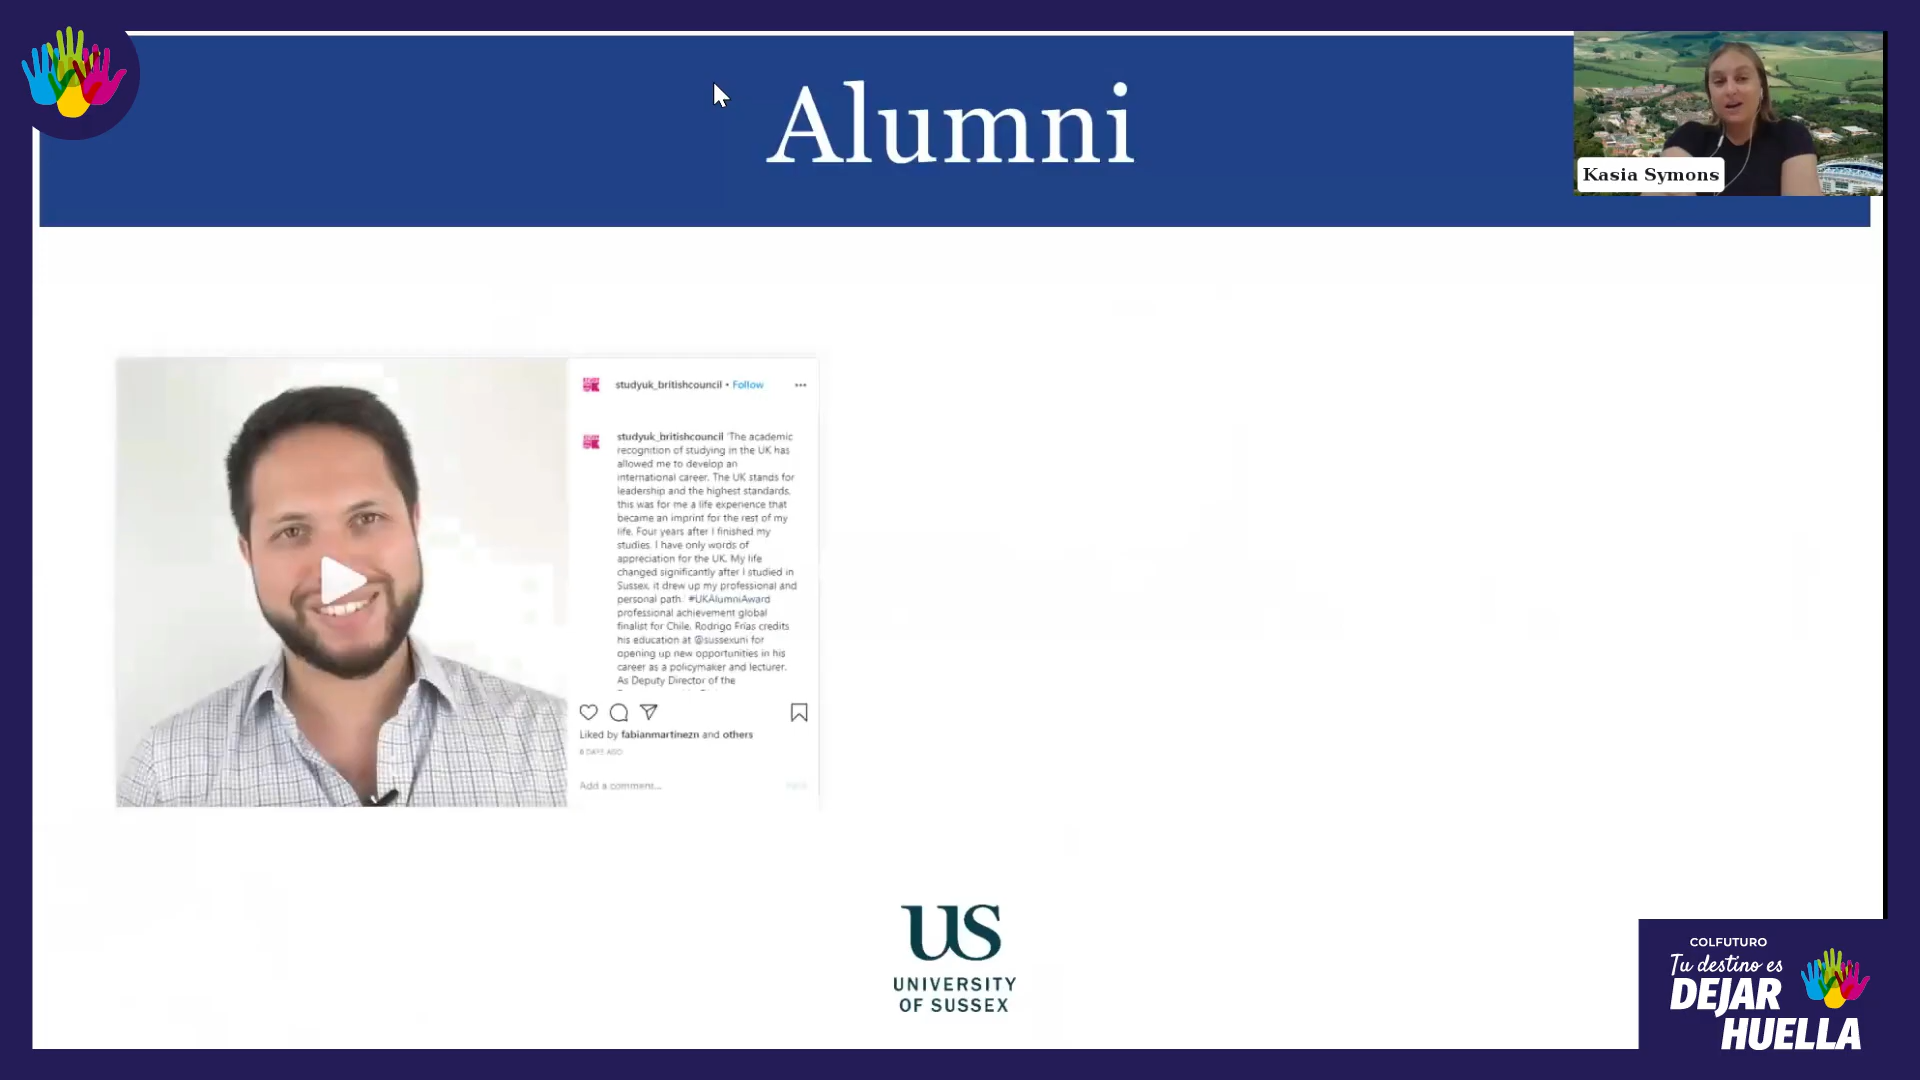 Alumni
Kasia Symons
studyuk_britishcouncil • Follow
studyuk_britishcouncil 'The academic
recognition of studying in the UK has
allowed me to develop an
international career. The UK stands for
leadership and the highest standards,
this was for me a life experience that
became an imprint for the rest of my
life. Four years after I finished my
studies, I have only words of
appreciation for the UK. My life
changed significantly after I studied in
Sussex, it drew up my professional and
personal path.' #UKAlumniAward
professional achievement global
finalist for Chile, Rodrigo Frías credits
his education at @sussexuni for
opening up new opportunities in his
career as a policymaker and lecturer.
As Deputy Director of the
Liked by fabianmartinezn and others
6 DAYS AGO
Add a comment...
US
UNIVERSITY
OF SUSSEX
COLFUTURO
Tu destino es
DEJAR
HUELLA